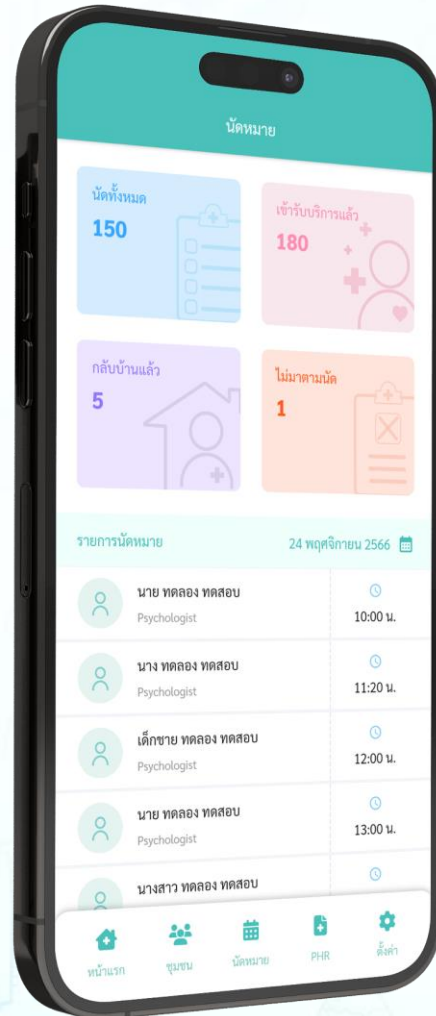 นัดหมาย
นัดทั้งหมด
150
เข้ารับบริการแล้ว
180
กลับบ้านแล้ว
5
ไม่มาตามนัด
1
รายการนัดหมาย
24 พฤศจิกายน 2566
นาย ทดลอง ทดสอบ
Psychologist
10:00 น.
นาง ทดลอง ทดสอบ
Psychologist
11:20 น.
เด็กชาย ทดลอง ทดสอบ
Psychologist
12:00 น.
นาย ทดลอง ทดสอบ
Psychologist
13:00 น.
นางสาว ทดลอง ทดสอบ
หน้าแรก
ชุมชน
นัดหมาย
PHR
ตั้งค่า